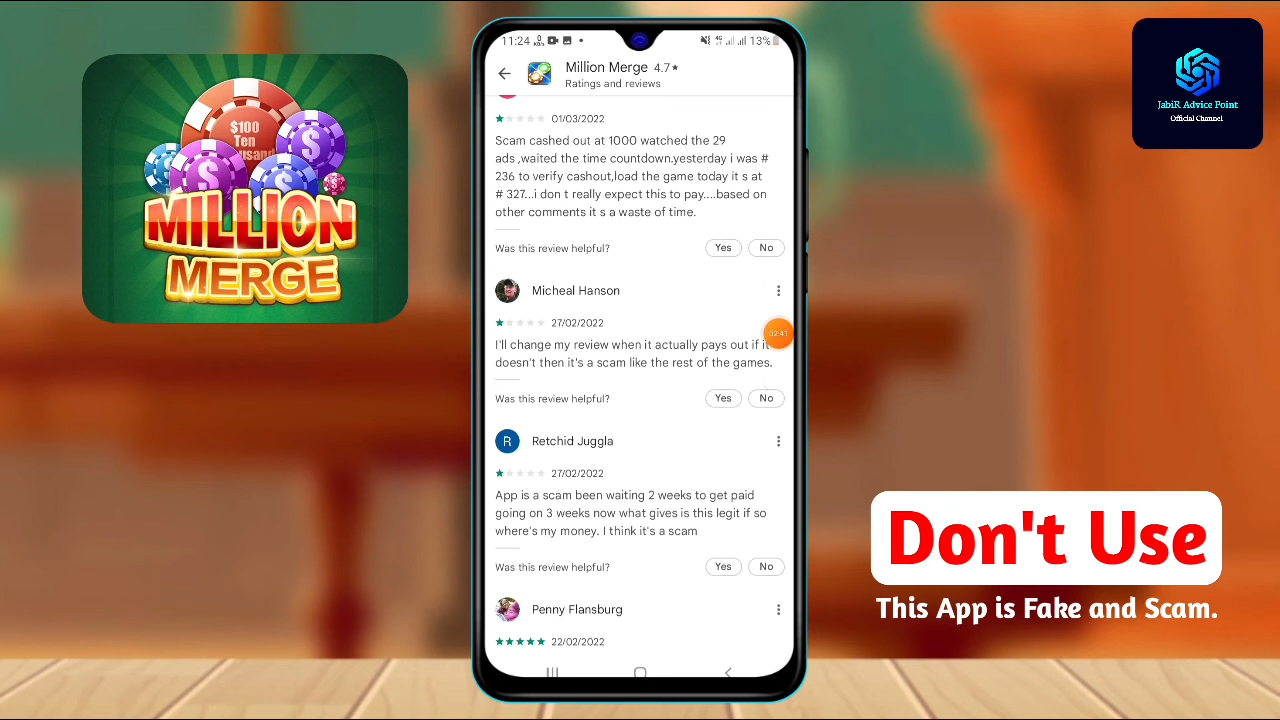 $100
Ten
MILLION
MERGE
11:24
0
KB/s
4G
13%
Million Merge 4.7★
Ratings and reviews
01/03/2022
Scam cashed out at 1000 watched the 29
ads ,waited the time countdown.yesterday i was #
236 to verify cashout,load the game today it s at
# 327...i don t really expect this to pay....based on
other comments it s a waste of time.
Was this review helpful? Yes No
Micheal Hanson
27/02/2022
I'll change my review when it actually pays out if it
doesn't then it's a scam like the rest of the games.
02:41
Was this review helpful? Yes No
R Retchid Juggla
27/02/2022
App is a scam been waiting 2 weeks to get paid
going on 3 weeks now what gives is this legit if so
where's my money. I think it's a scam
Was this review helpful? Yes No
Penny Flansburg
22/02/2022
JabiR Advice Point
Official Channel
Don't Use
This App is Fake and Scam.